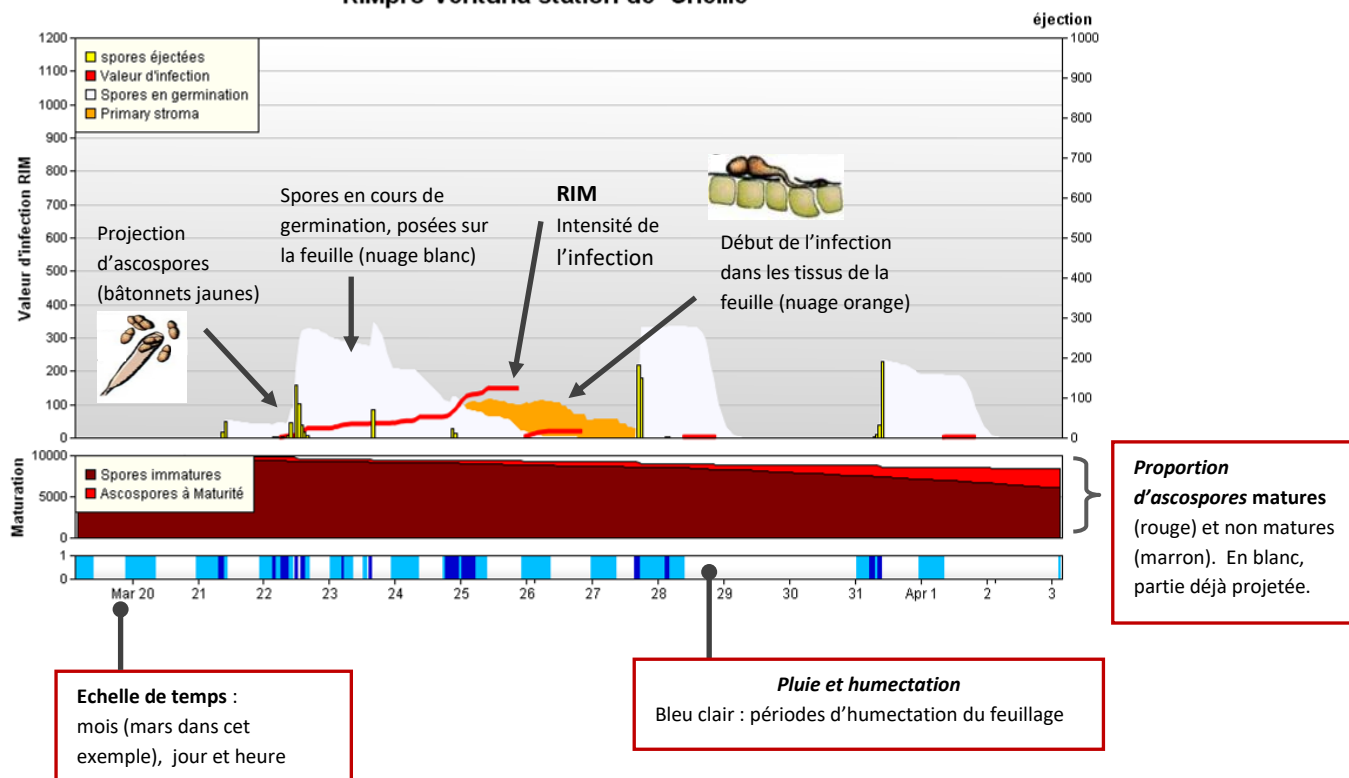 éjection
1200
1100
1000
900
800
700
600
500
400
300
200
100
0
Valeur d'infection RIM
1000
900
800
700
600
500
400
300
200
100
0
spores éjectées
Valeur d'infection
Spores en germination
Primary stroma
Projection
d'ascospores
(bâtonnets jaunes)
Spores en cours de
germination, posées sur
la feuille (nuage blanc)
RIM
Intensité de
l'infection
Début de l'infection
dans les tissus de la
feuille (nuage orange)
Maturation
10000
5000
0
Spores immatures
Ascospores à Maturité
1
0
Mar 20 21 22 23 24 25 26 27 28 29 30 31 Apr 1 2 3
Proportion
d'ascospores matures
(rouge) et non matures
(marron). En blanc,
partie déjà projetée.
Echelle de temps :
mois (mars dans cet
exemple), jour et heure
Pluie et humectation
Bleu clair : périodes d'humectation du feuillage